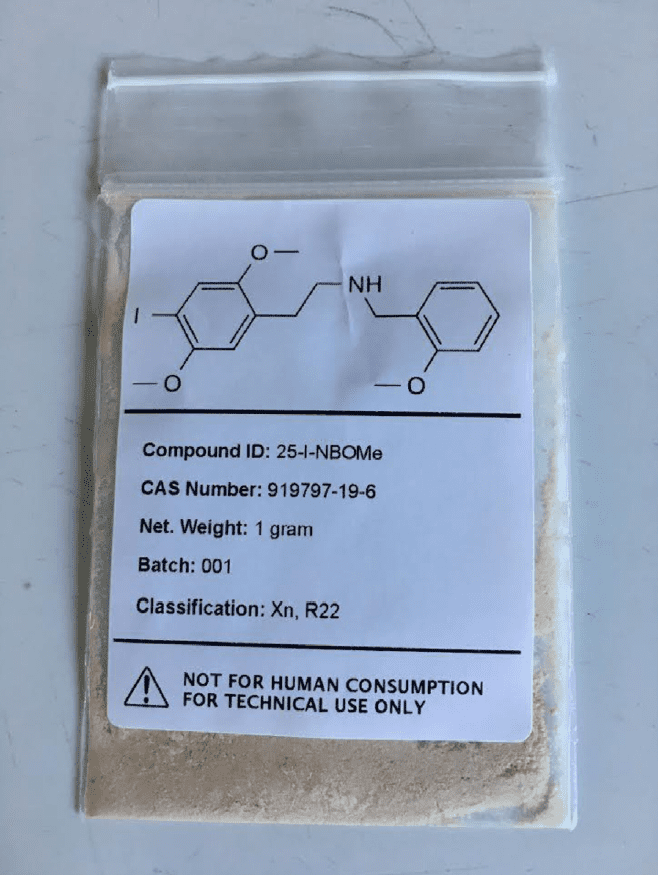 O
I
NH
O
O
Compound ID: 25-I-NBOMe
CAS Number: 919797-19-6
Net. Weight: 1 gram
Batch: 001
Classification: Xn, R22
NOT FOR HUMAN CONSUMPTION
FOR TECHNICAL USE ONLY